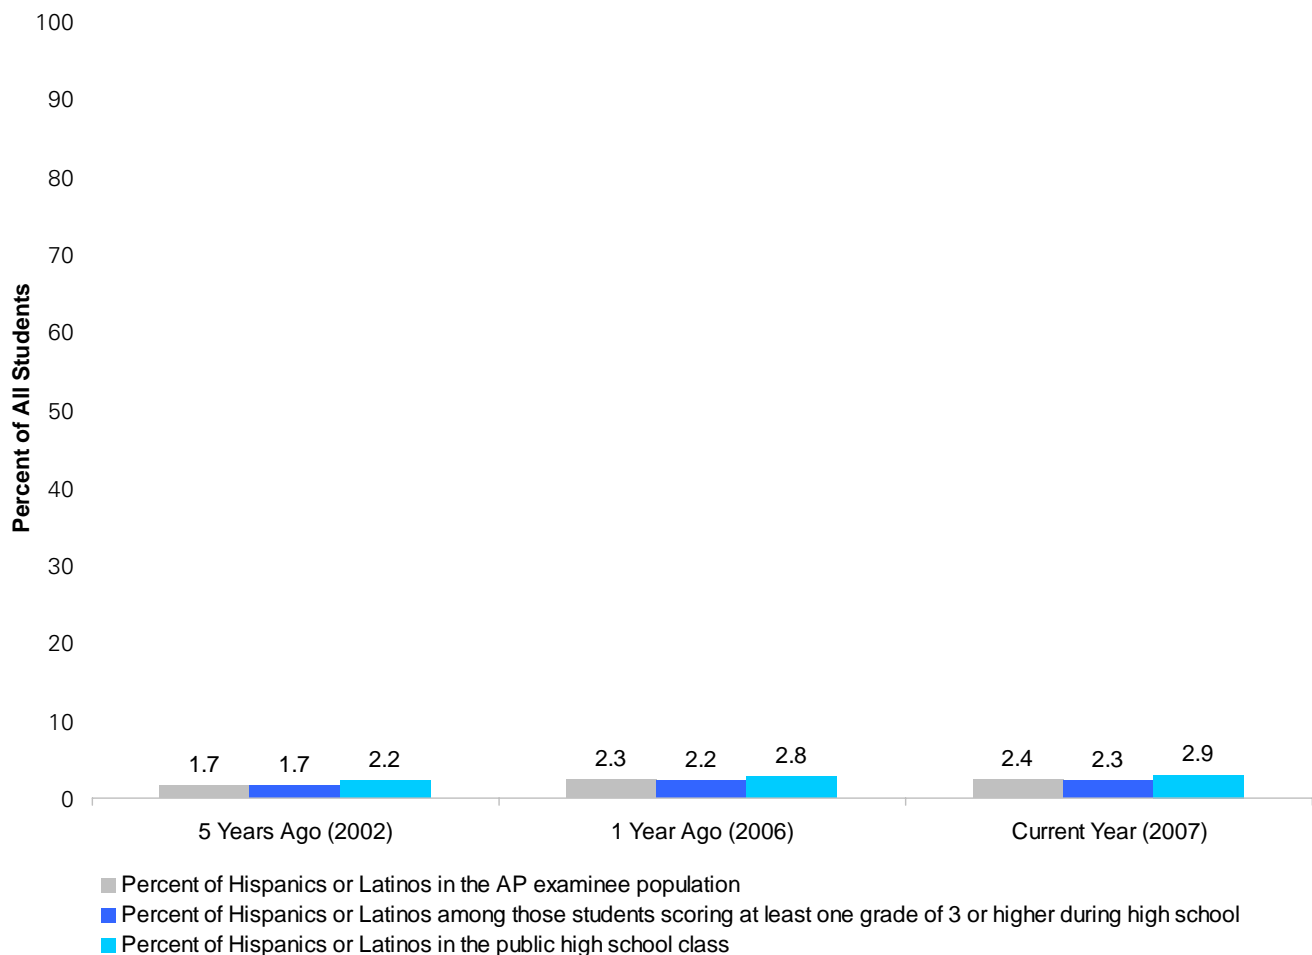 100
90
80
70
60
50
40
30
20
10
0
Percent of All Students
1.7 1.7 2.2
2.3 2.2 2.8
2.4 2.3 2.9
5 Years Ago (2002) 1 Year Ago (2006) Current Year (2007)
Percent of Hispanics or Latinos in the AP examinee population
Percent of Hispanics or Latinos among those students scoring at least one grade of 3 or higher during high school
Percent of Hispanics or Latinos in the public high school class